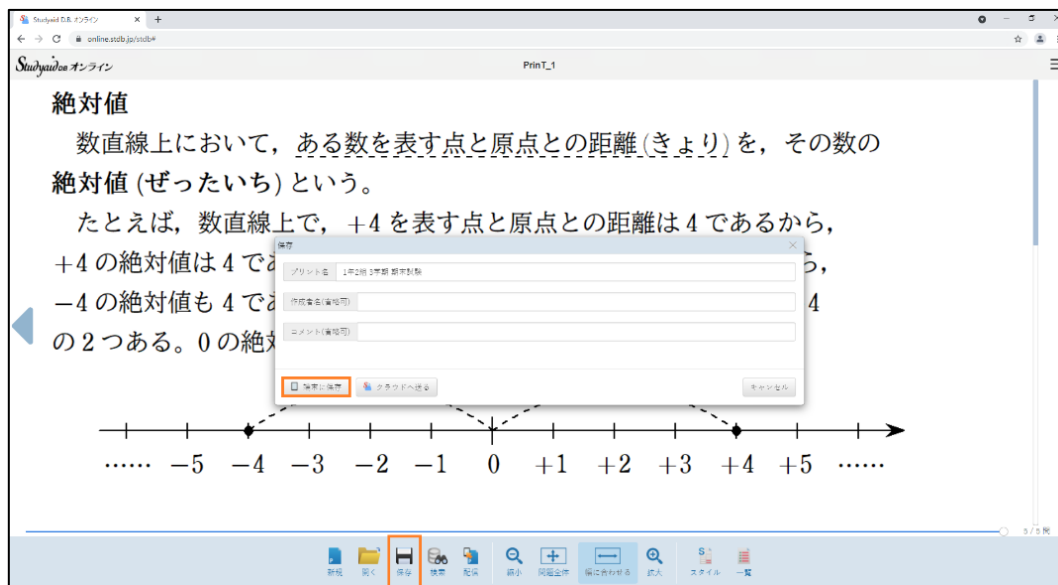 Studyaid D.B. オンライン
online.stdb.jp/stdb#
Studyaid D.B. オンライン
PrinT_1
絶対値
数直線上において，ある数を表す点と原点との距離(きょり)を，その数の
絶対値(ぜったいち)という。
たとえば，数直線上で，+4を表す点と原点との距離は4であるから，
+4の絶対値は4であ
ら，
−4の絶対値も4であ
4
の2つある。0の絶対
保存
プリント名 1年2組 3学期 期末試験
作成者名(省略可)
コメント(省略可)
端末に保存 クラウドへ送る キャンセル
…… −5 −4 −3 −2 −1 0 +1 +2 +3 +4 +5 ……
5 / 5 問
新規 開く 保存 検索 配信 縮小 問題全体 幅に合わせる 拡大 スタイル 一覧